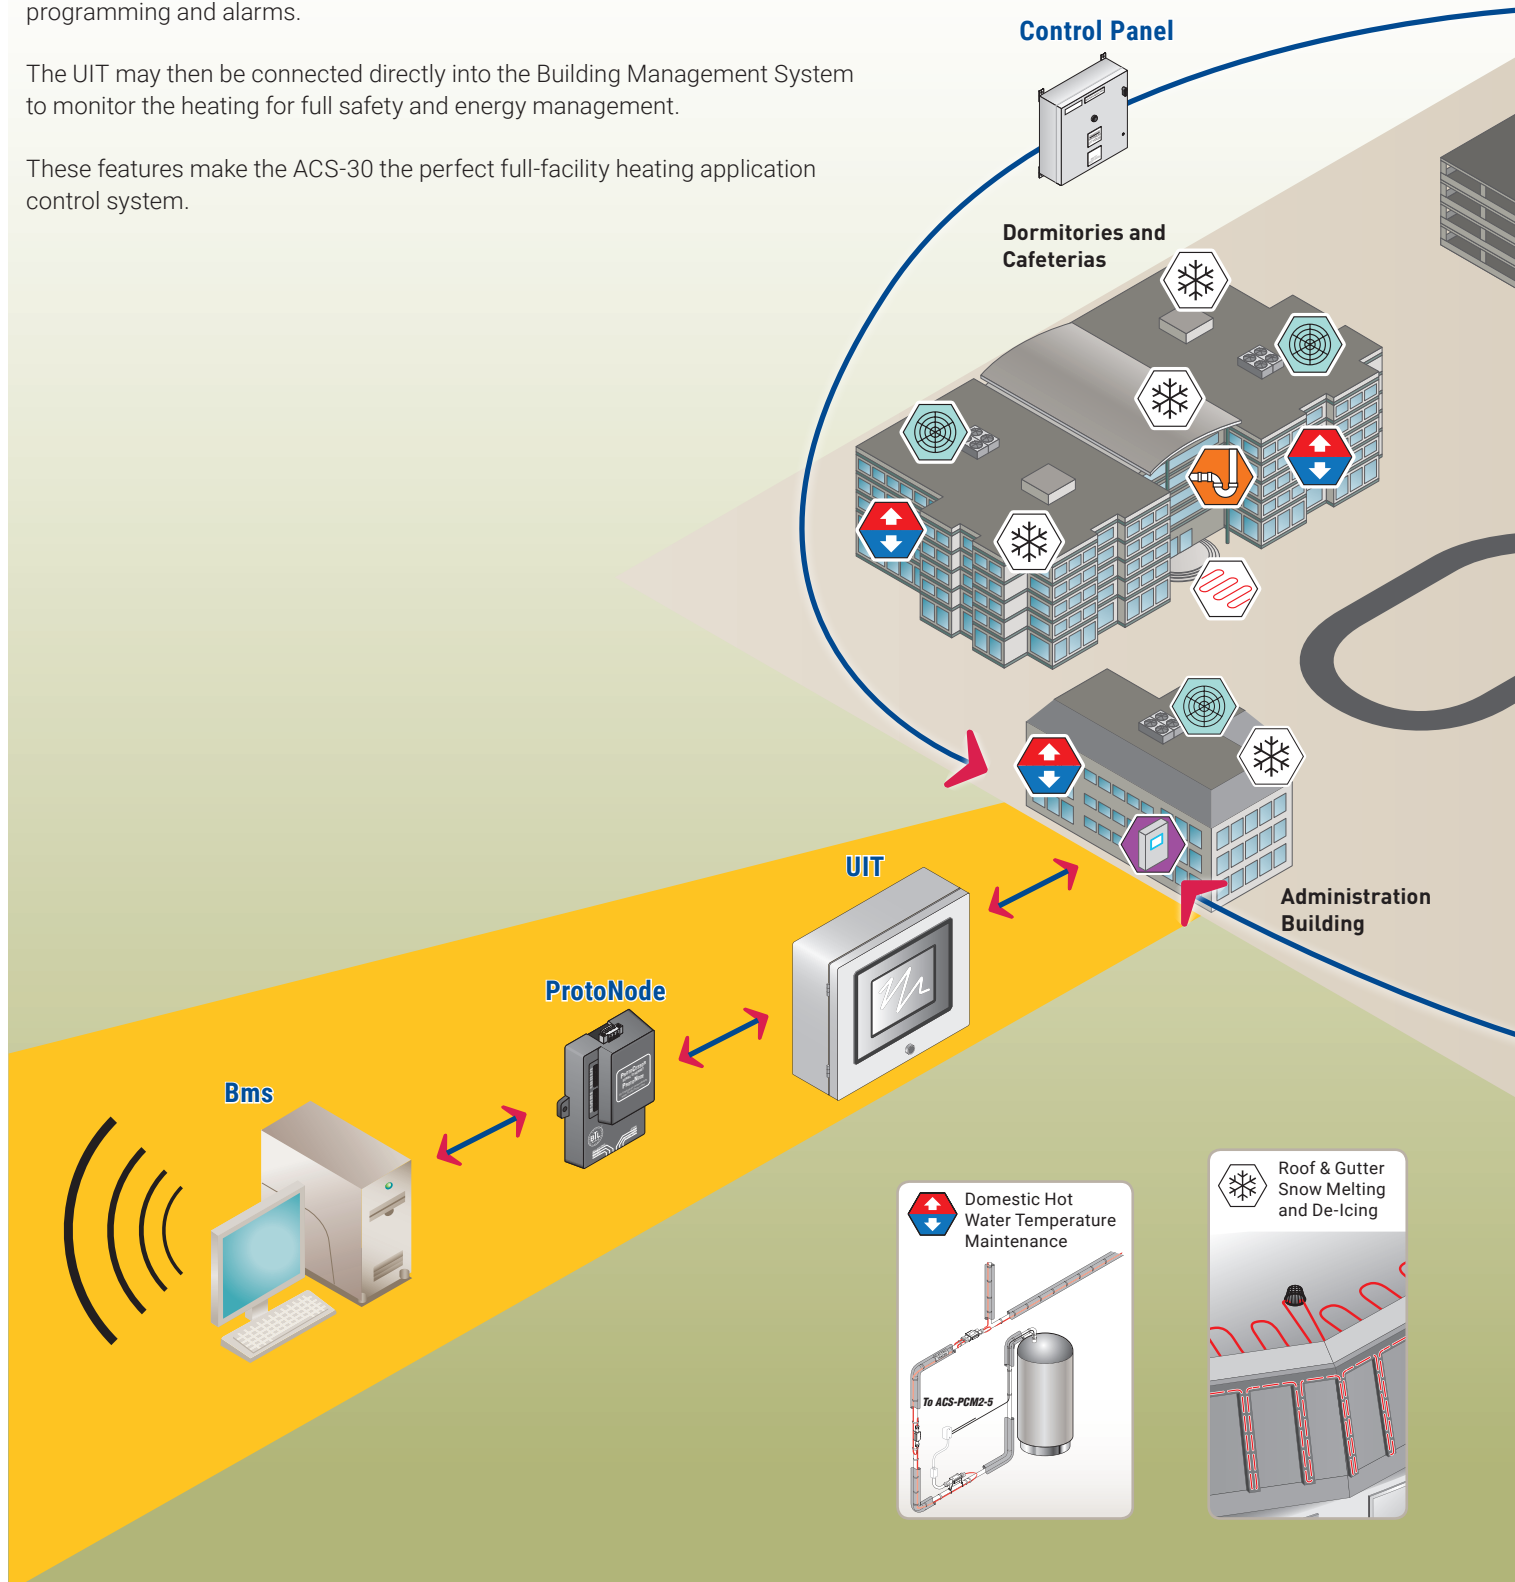 programming and alarms.
The UIT may then be connected directly into the Building Management System
to monitor the heating for full safety and energy management.
These features make the ACS-30 the perfect full-facility heating application
control system.
Control Panel
Dormitories and
Cafeterias
Administration
Building
UIT
ProtoNode
Bms
Domestic Hot
Water Temperature
Maintenance
To ACS-PCM2-5
Roof & Gutter
Snow Melting
and De-Icing